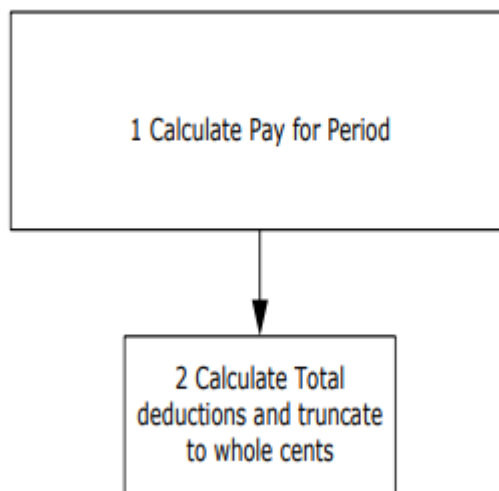 1 Calculate Pay for Period
2 Calculate Total
deductions and truncate
to whole cents